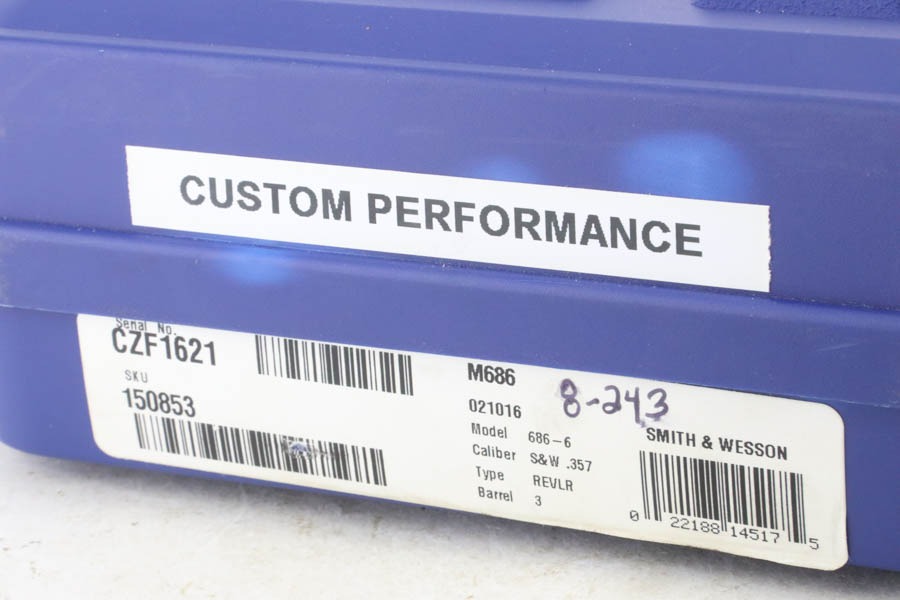 CUSTOM PERFORMANCE
Serial No.
CZF1621
SKU
150853
M686
021016
8-243
Model 686-6
Caliber S&W .357
Type REVLR
Barrel 3
SMITH & WESSON
0 22188 14517 5